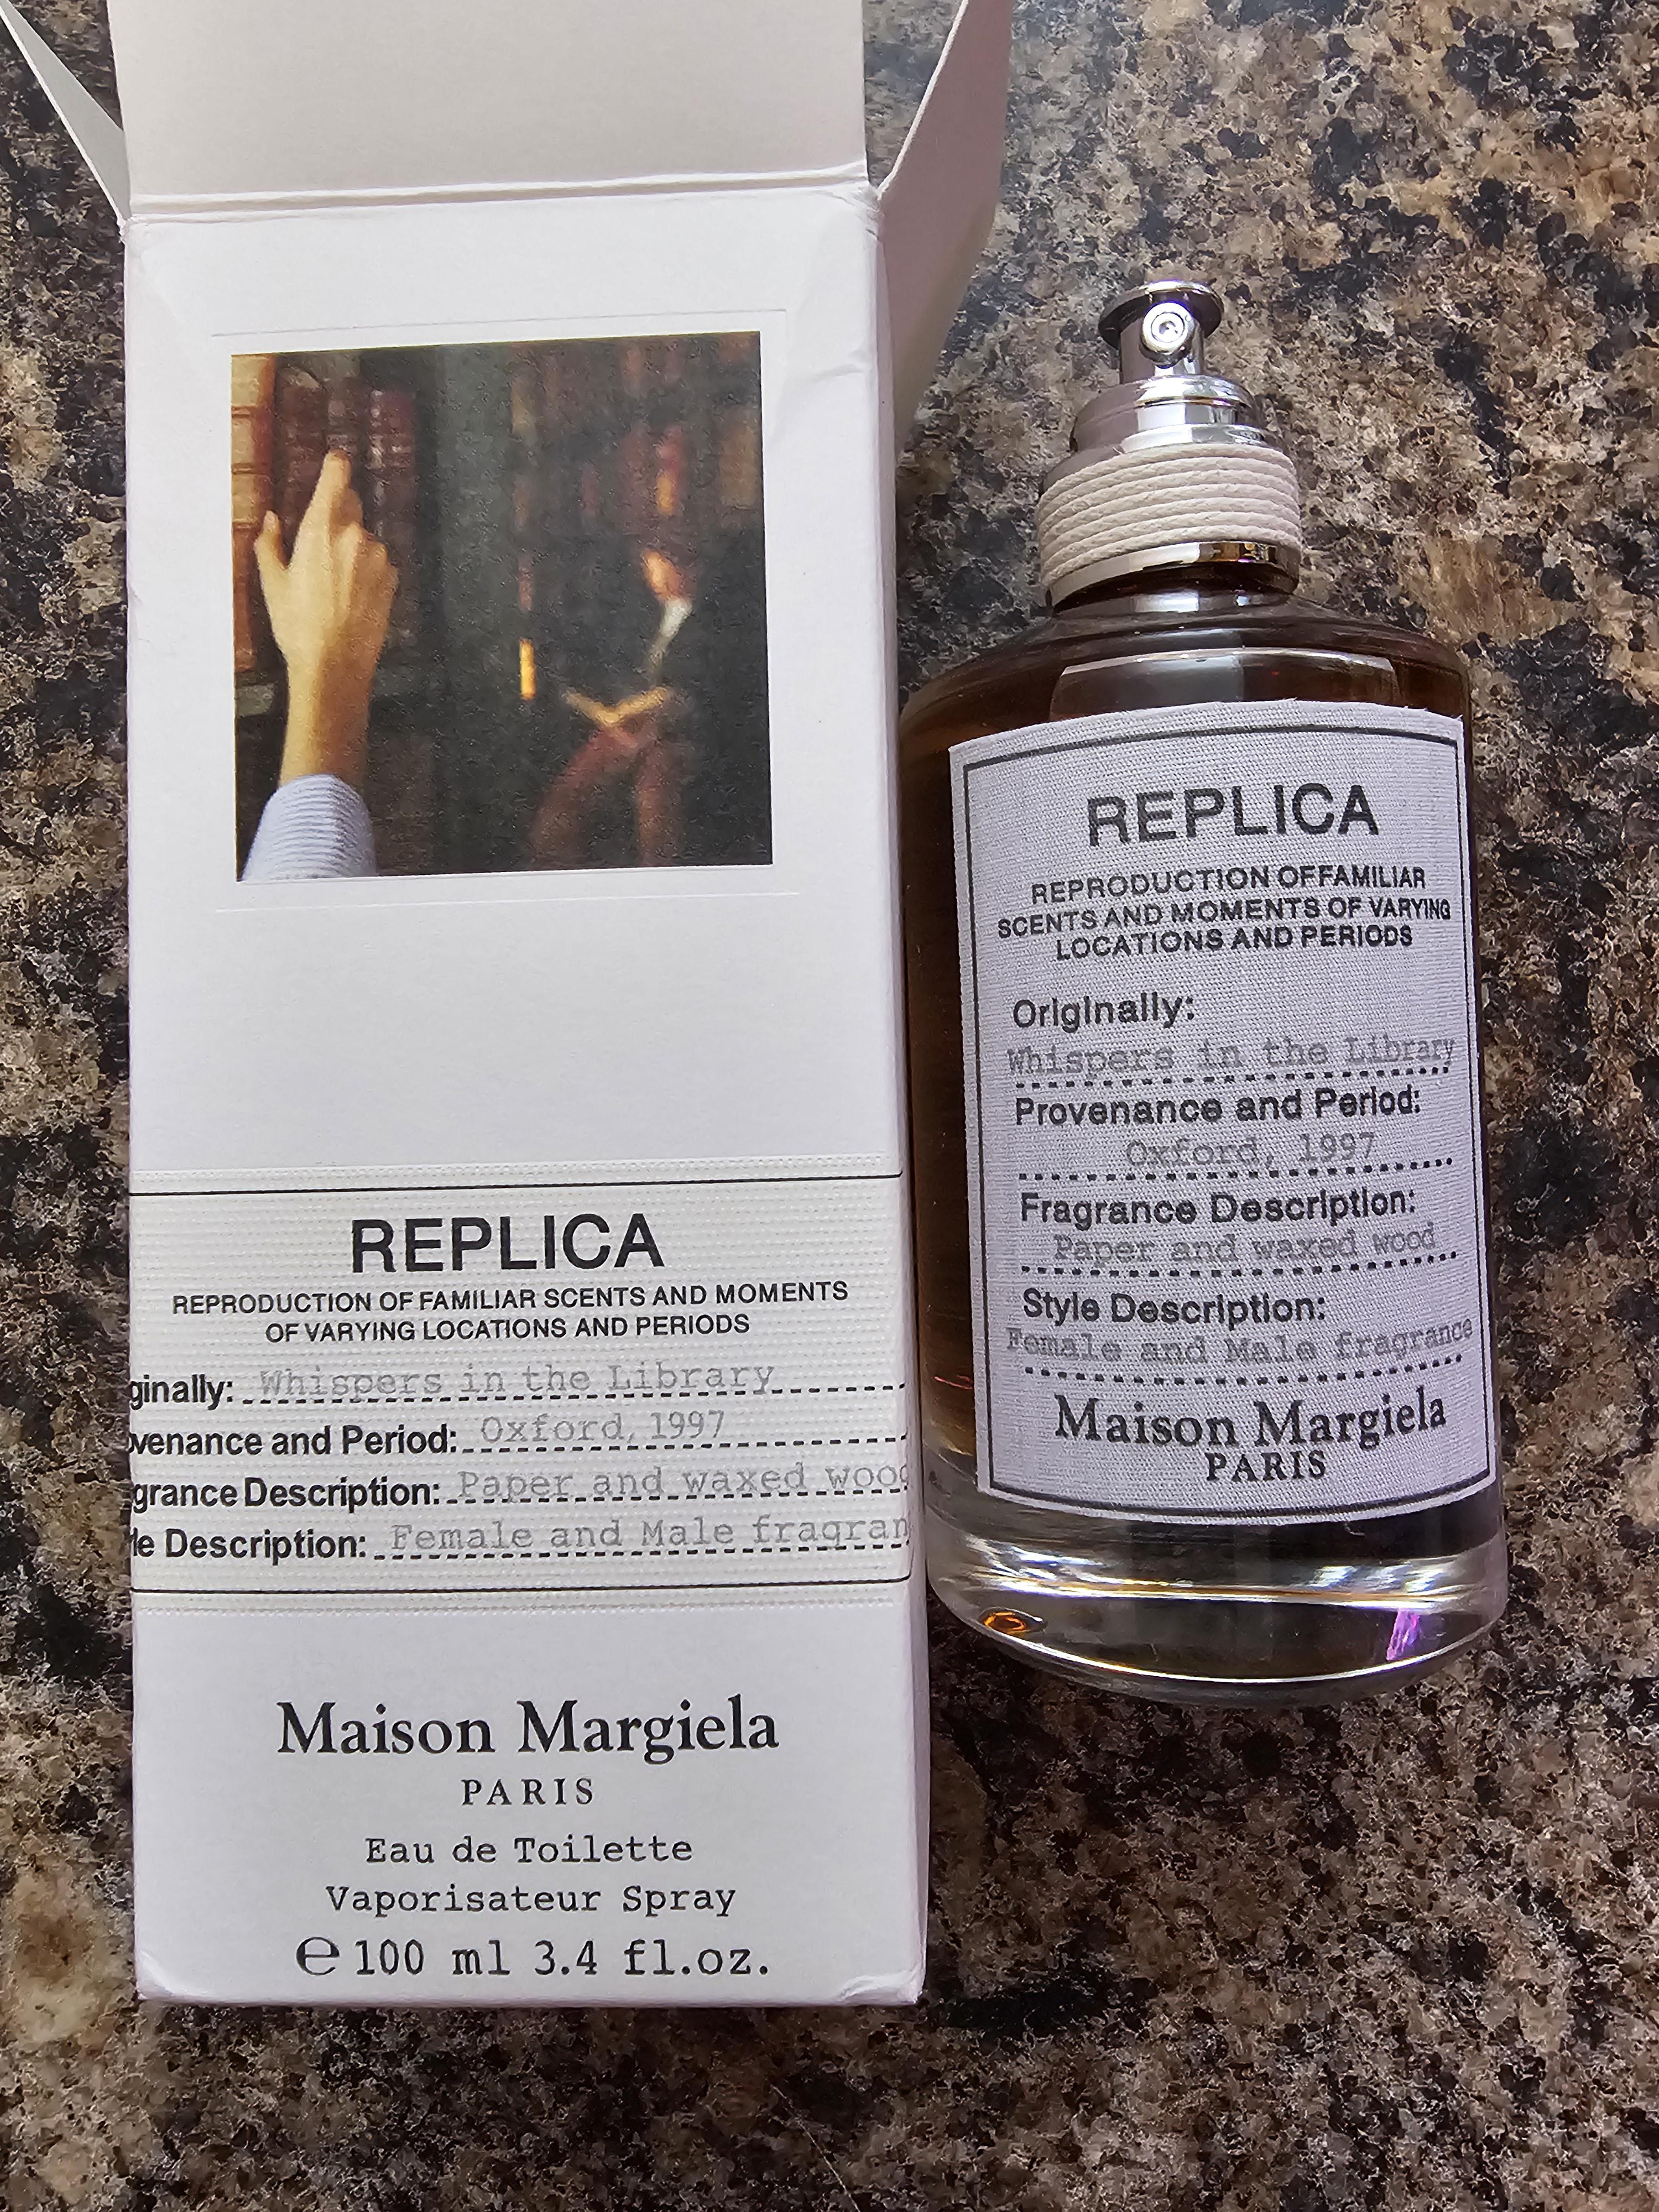 REPLICA
REPRODUCTION OF FAMILIAR SCENTS AND MOMENTS
OF VARYING LOCATIONS AND PERIODS
ginally: Whispers in the Library
venance and Period: Oxford, 1997
grance Description: Paper and waxed wood
le Description: Female and Male fragran
Maison Margiela
PARIS
Eau de Toilette
Vaporisateur Spray
℮ 100 ml 3.4 fl.oz.
REPLICA
REPRODUCTION OFFAMILIAR
SCENTS AND MOMENTS OF VARYING
LOCATIONS AND PERIODS
Originally:
Whispers in the Library
Provenance and Period:
Oxford, 1997
Fragrance Description:
Paper and waxed wood
Style Description:
Female and Male fragrance
Maison Margiela
PARIS